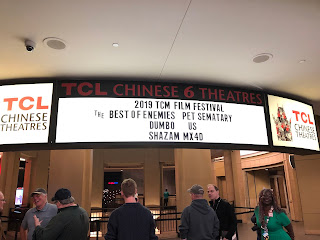 TCL CHINESE 6 THEATRES
TCL
CHINESE
THEATRES
2019 TCM FILM FESTIVAL
THE BEST OF ENEMIES PET SEMATARY
DUMBO US
SHAZAM MX4D
TCL
CHINESE
THEATRES